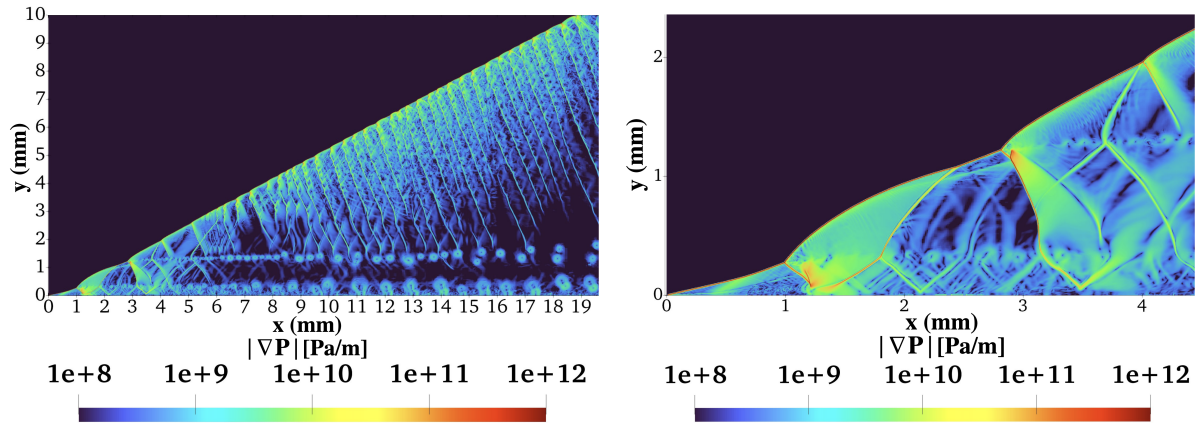 10
9
8
7
6
5
4
3
2
1
0
y (mm)
0 1 2 3 4 5 6 7 8 9 10 11 12 13 14 15 16 17 18 19
x (mm)
|∇P| [Pa/m]
1e+8 1e+9 1e+10 1e+11 1e+12
2
1
0
y (mm)
0 1 2 3 4
x (mm)
|∇P| [Pa/m]
1e+8 1e+9 1e+10 1e+11 1e+12